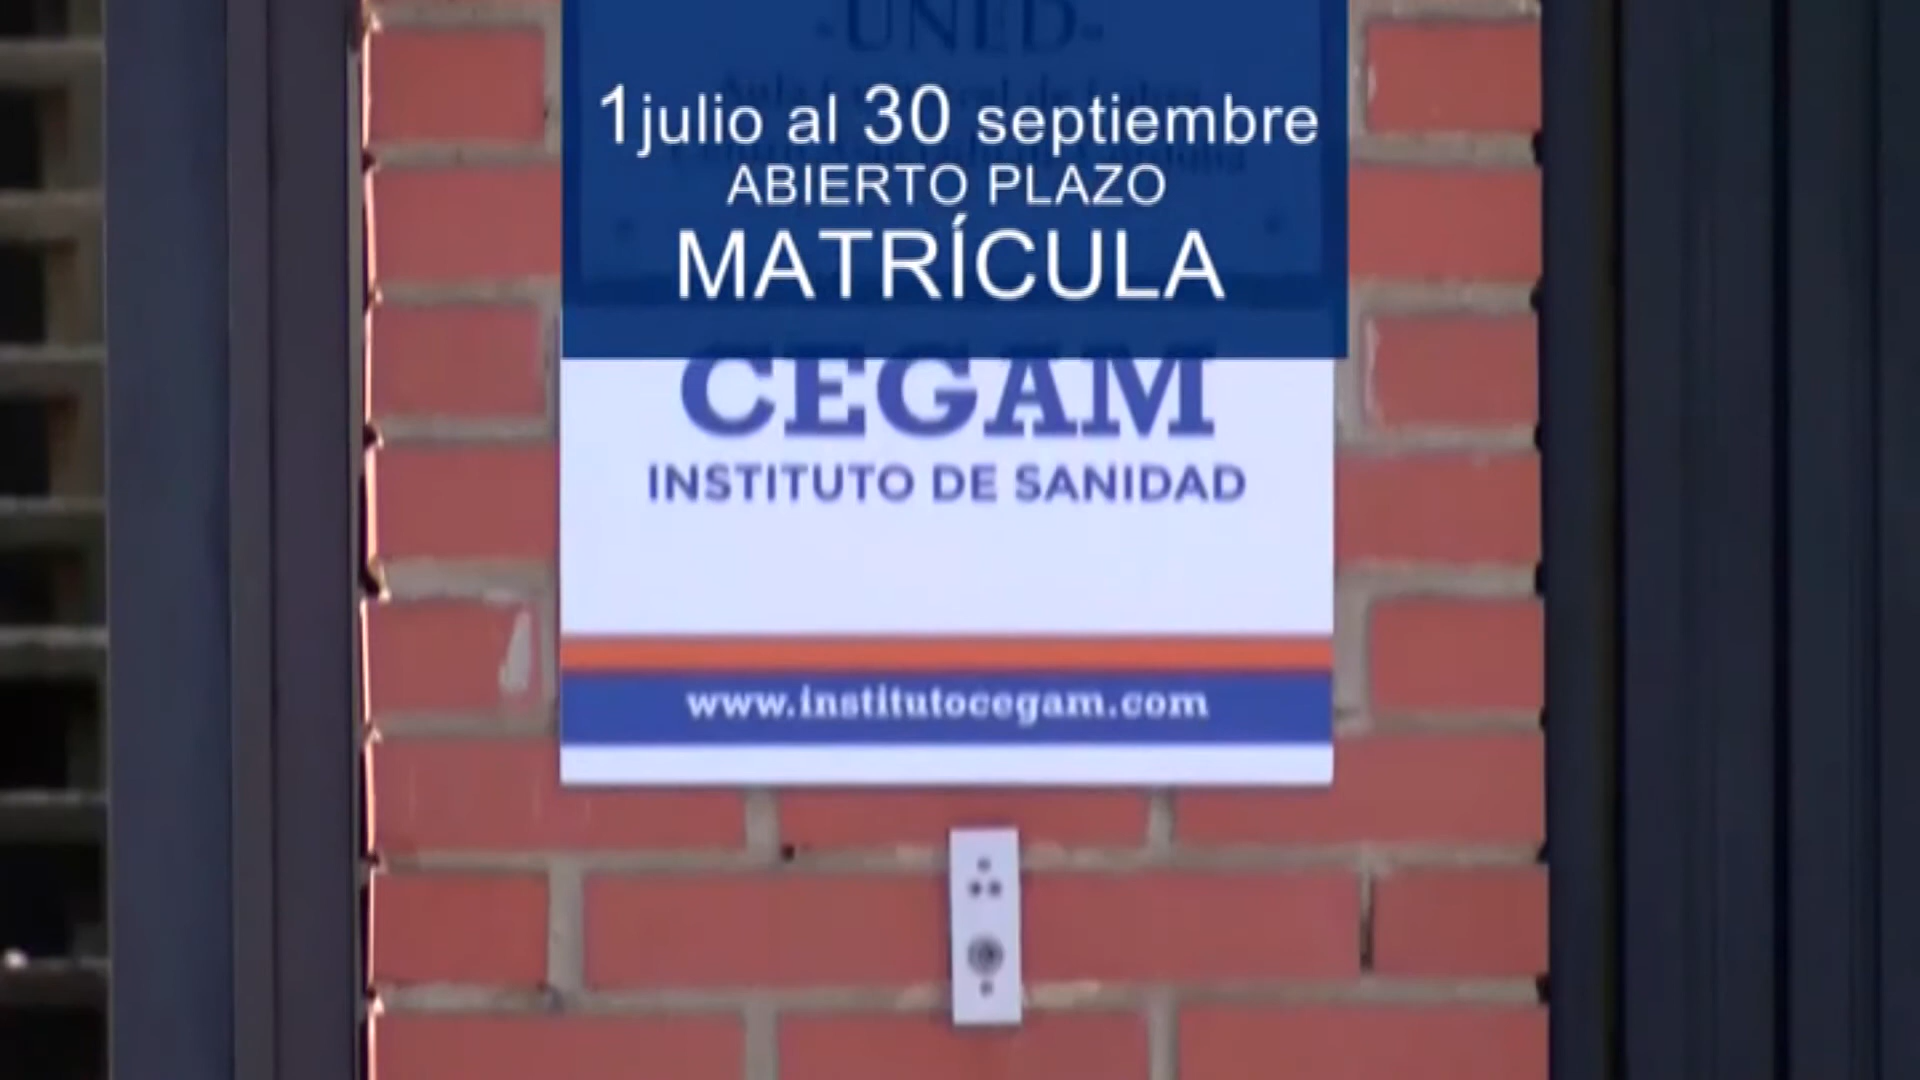 -UNED-
1 julio al 30 septiembre
ABIERTO PLAZO
MATRÍCULA
CEGAM
INSTITUTO DE SANIDAD
www.institutocegam.com